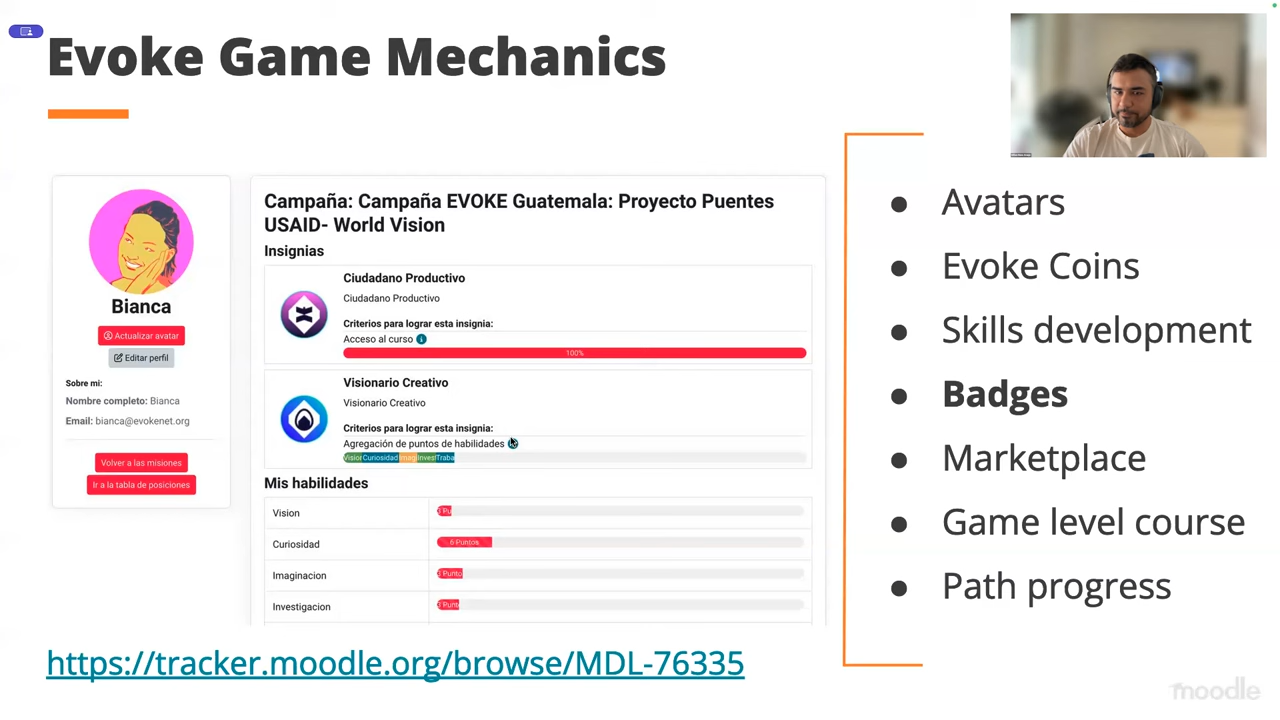 Evoke Game Mechanics
Bianca
Actualizar avatar
Editar perfil
Sobre mi:
Nombre completo: Bianca
Email: bianca@evokenet.org
Volver a las misiones
Ir a la tabla de posiciones
Campaña: Campaña EVOKE Guatemala: Proyecto Puentes
USAID- World Vision
Insignias
Ciudadano Productivo
Ciudadano Productivo
Criterios para lograr esta insignia:
Acceso al curso
100%
Visionario Creativo
Visionario Creativo
Criterios para lograr esta insignia:
Agregación de puntos de habilidades
Curiosidad
Mis habilidades
Vision
Curiosidad
6 Puntos
Imaginacion
Investigacion
• Avatars
• Evoke Coins
• Skills development
• Badges
• Marketplace
• Game level course
• Path progress
https://tracker.moodle.org/browse/MDL-76335
moodle